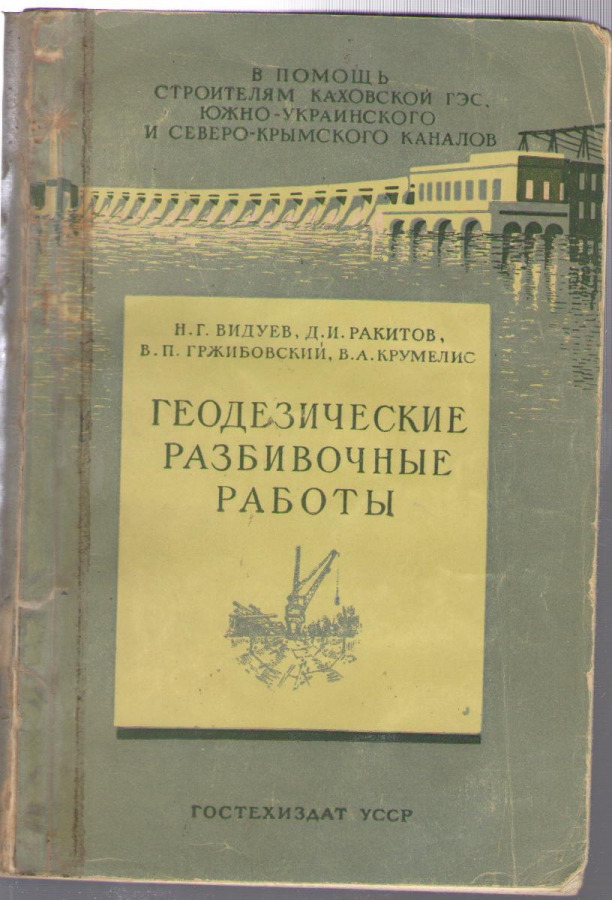 В ПОМОЩЬ
СТРОИТЕЛЯМ КАХОВСКОЙ ГЭС,
ЮЖНО-УКРАИНСКОГО
И СЕВЕРО-КРЫМСКОГО КАНАЛОВ
Н.Г. ВИДУЕВ, Д.И. РАКИТОВ,
В.П. ГРЖИБОВСКИЙ, В.А. КРУМЕЛИС
ГЕОДЕЗИЧЕСКИЕ
РАЗБИВОЧНЫЕ
РАБОТЫ
ГОСТЕХИЗДАТ УССР